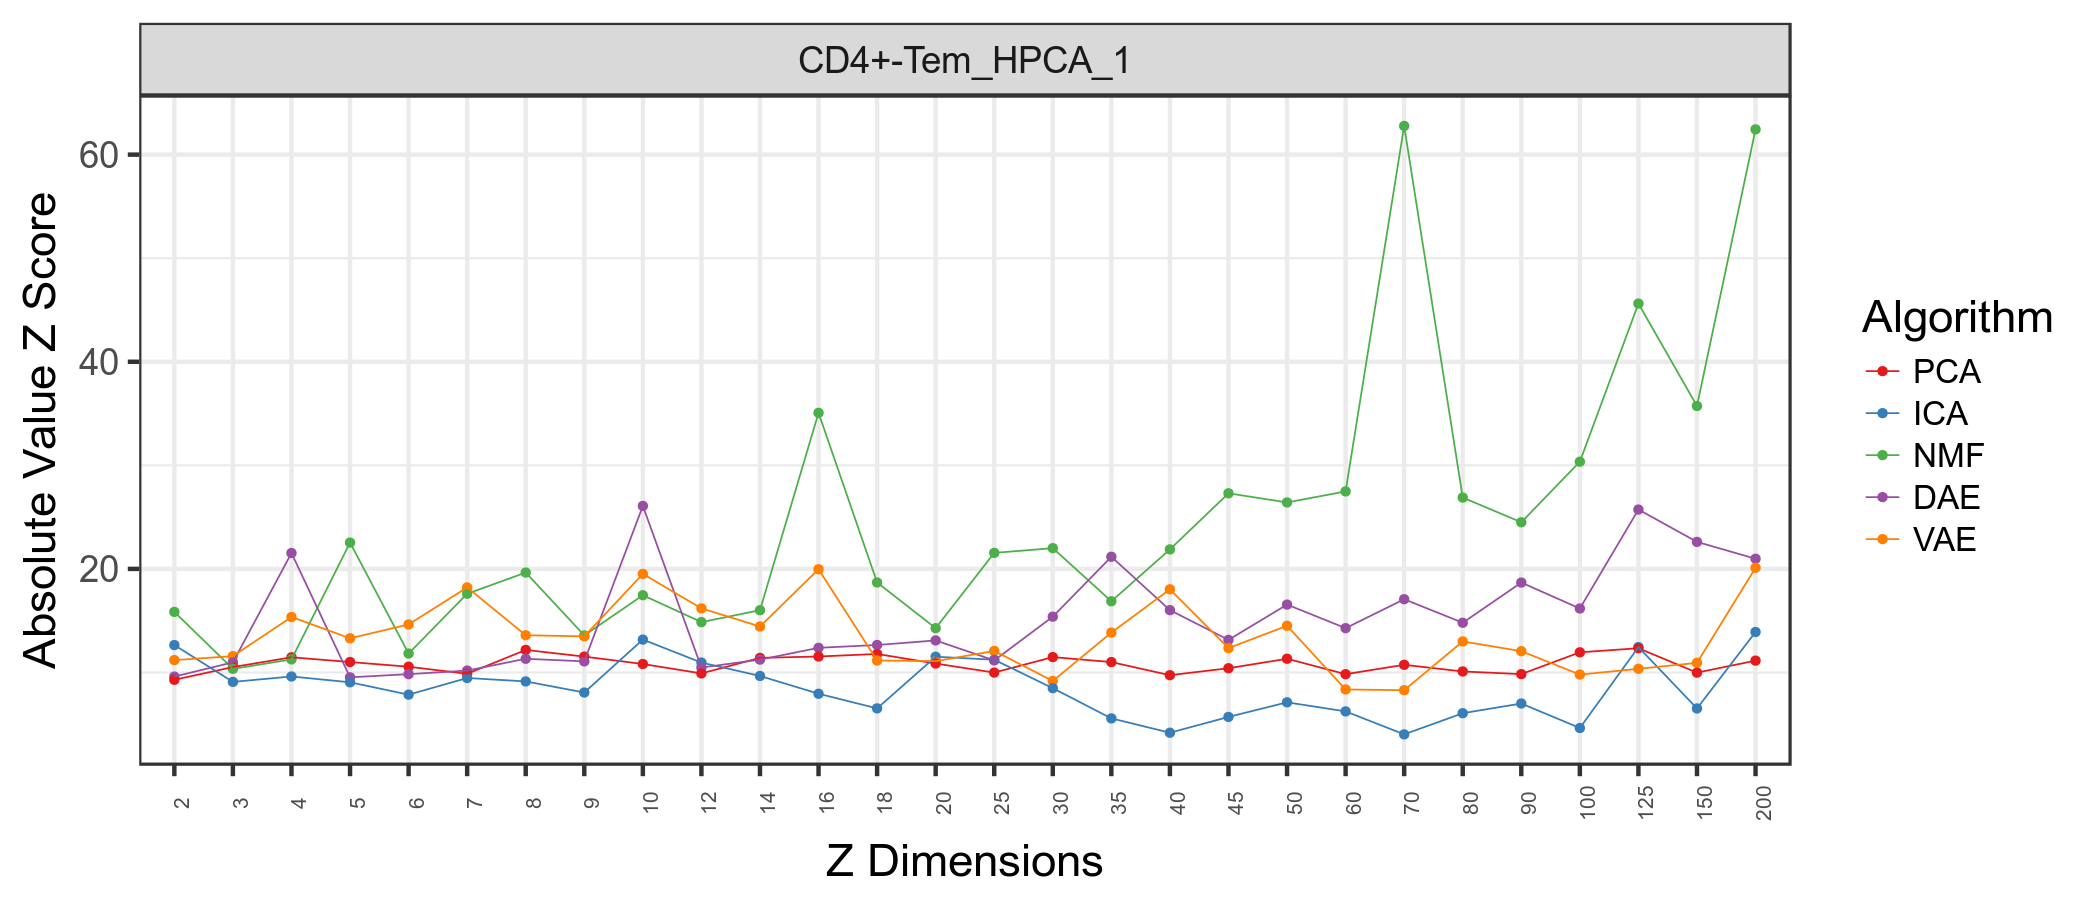 CD4+-Tem_HPCA_1
60
40
20
Absolute Value Z Score
2 3 4 5 6 7 8 9 10 12 14 16 18 20 25 30 35 40 45 50 60 70 80 90 100 125 150 200
Z Dimensions
Algorithm
PCA
ICA
NMF
DAE
VAE